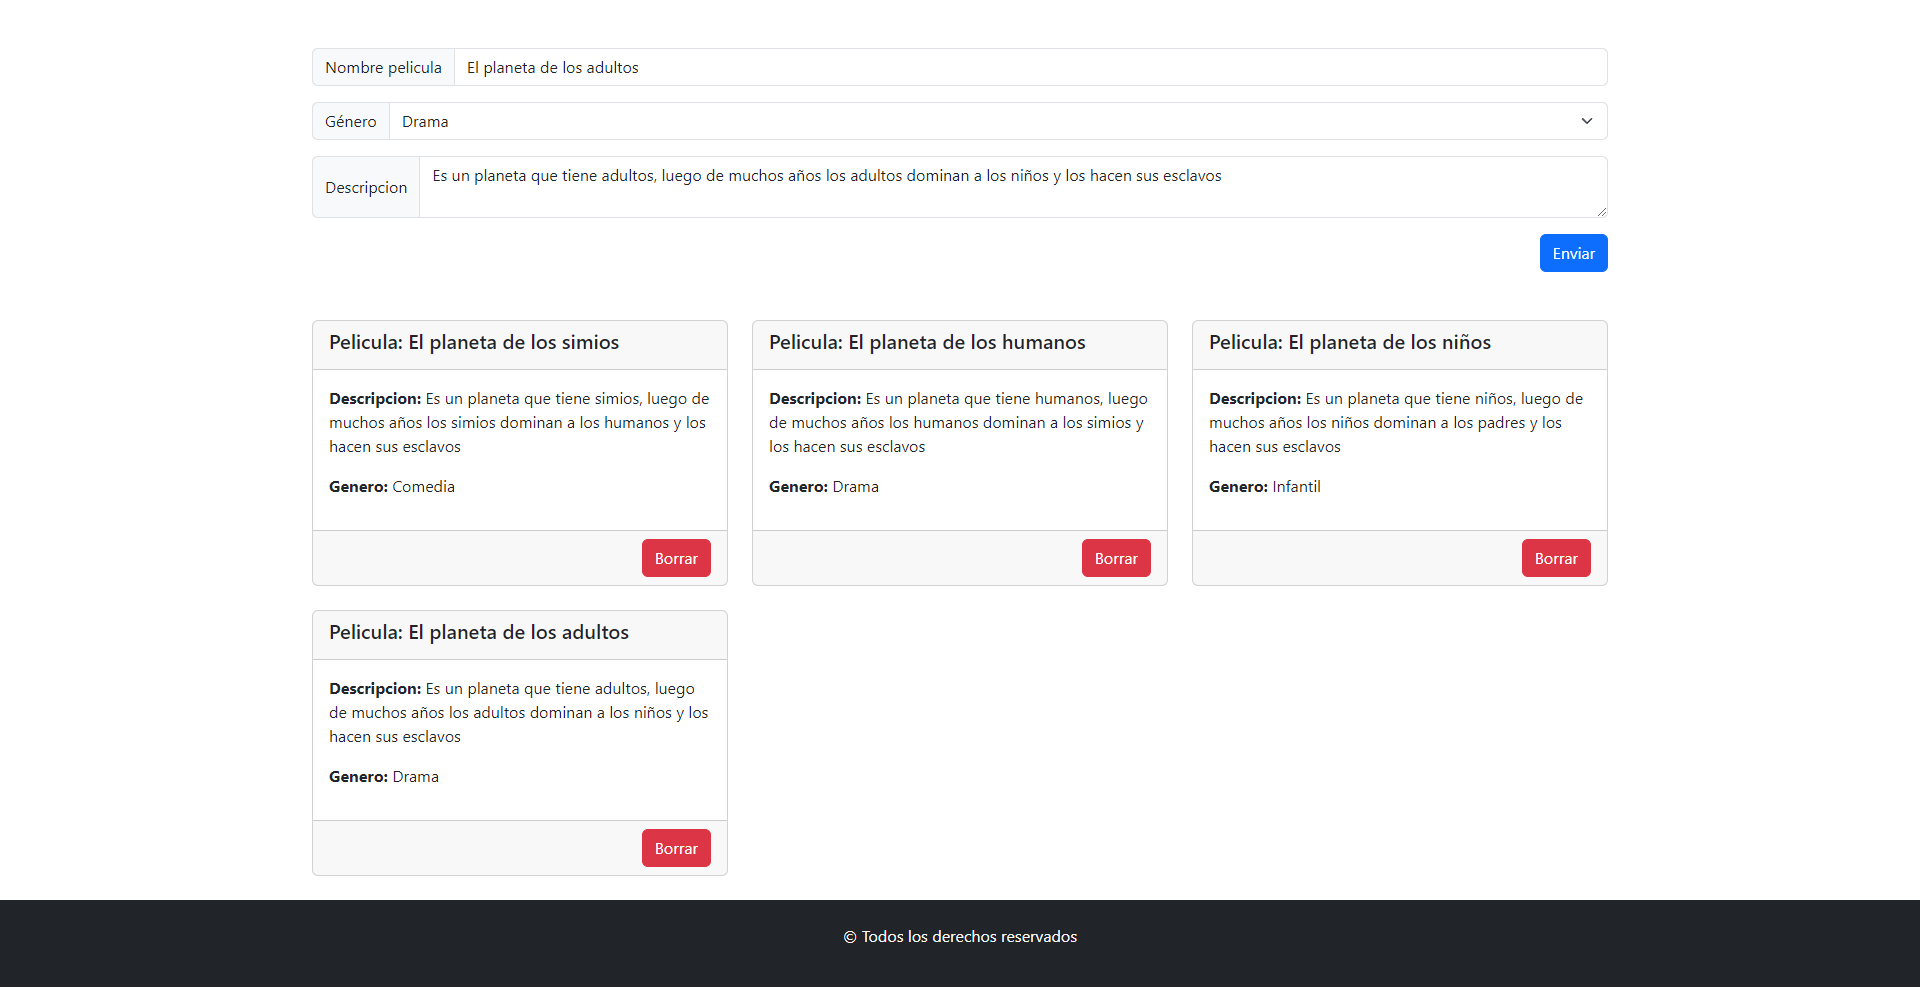 Nombre pelicula El planeta de los adultos
Género Drama
Descripcion Es un planeta que tiene adultos, luego de muchos años los adultos dominan a los niños y los hacen sus esclavos
Enviar
Pelicula: El planeta de los simios
Descripcion: Es un planeta que tiene simios, luego de
muchos años los simios dominan a los humanos y los
hacen sus esclavos
Genero: Comedia
Borrar
Pelicula: El planeta de los humanos
Descripcion: Es un planeta que tiene humanos, luego
de muchos años los humanos dominan a los simios y
los hacen sus esclavos
Genero: Drama
Borrar
Pelicula: El planeta de los niños
Descripcion: Es un planeta que tiene niños, luego de
muchos años los niños dominan a los padres y los
hacen sus esclavos
Genero: Infantil
Borrar
Pelicula: El planeta de los adultos
Descripcion: Es un planeta que tiene adultos, luego
de muchos años los adultos dominan a los niños y los
hacen sus esclavos
Genero: Drama
Borrar
© Todos los derechos reservados